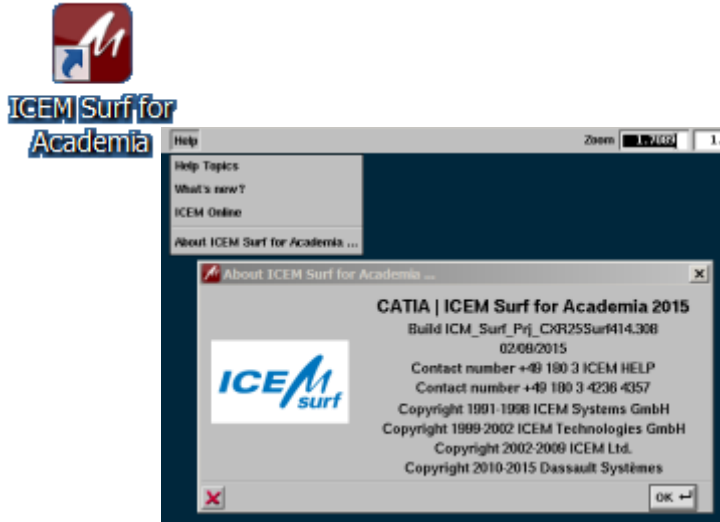 ICEM Surf for
Academia
Help
Zoom
Help Topics
What's new?
ICEM Online
About ICEM Surf for Academia ...
About ICEM Surf for Academia ...
ICEM
surf
CATIA | ICEM Surf for Academia 2015
Build ICM_Surf_Prj_CXR25Surf414.308
02/09/2015
Contact number +49 180 3 ICEM HELP
Contact number +49 180 3 4236 4357
Copyright 1991-1998 ICEM Systems GmbH
Copyright 1999-2002 ICEM Technologies GmbH
Copyright 2002-2009 ICEM Ltd.
Copyright 2010-2015 Dassault Systèmes
OK